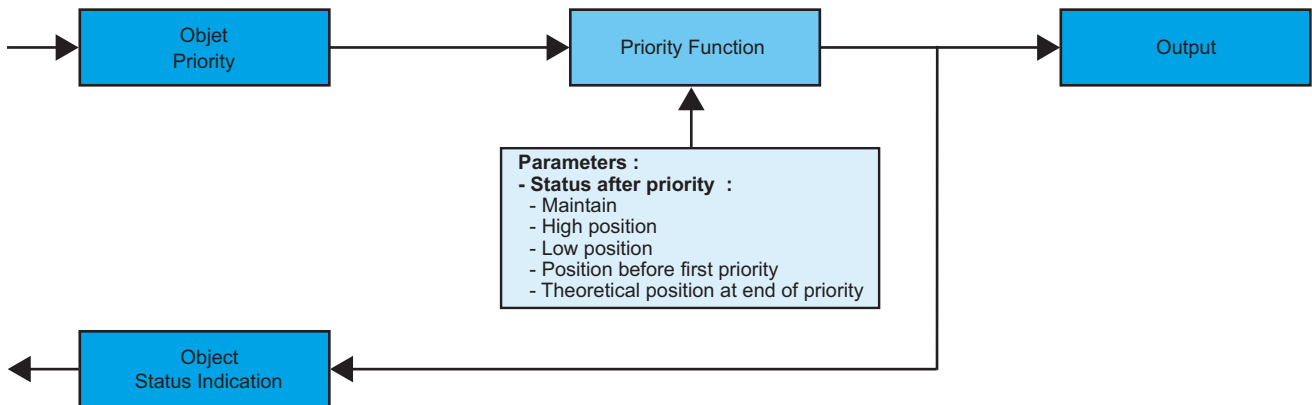 Objet
Priority
Priority Function
Output
Parameters :
- Status after priority :
- Maintain
- High position
- Low position
- Position before first priority
- Theoretical position at end of priority
Object
Status Indication